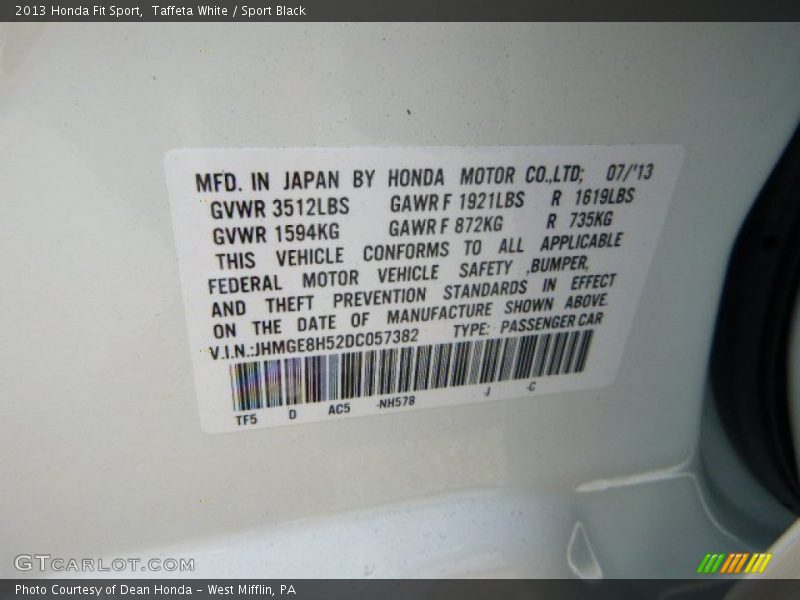 2013 Honda Fit Sport, Taffeta White / Sport Black
MFD. IN JAPAN BY HONDA MOTOR CO.,LTD; 07/'13
GVWR 3512LBS GAWR F 1921LBS R 1619LBS
GVWR 1594KG GAWR F 872KG R 735KG
THIS VEHICLE CONFORMS TO ALL APPLICABLE
FEDERAL MOTOR VEHICLE SAFETY ,BUMPER,
AND THEFT PREVENTION STANDARDS IN EFFECT
ON THE DATE OF MANUFACTURE SHOWN ABOVE
V.I.N.:JHMGE8H52DC057382 TYPE: PASSENGER CAR
TF5 D AC5 -NH578 -J -C
GTCARLOT.COM
Photo Courtesy of Dean Honda - West Mifflin, PA